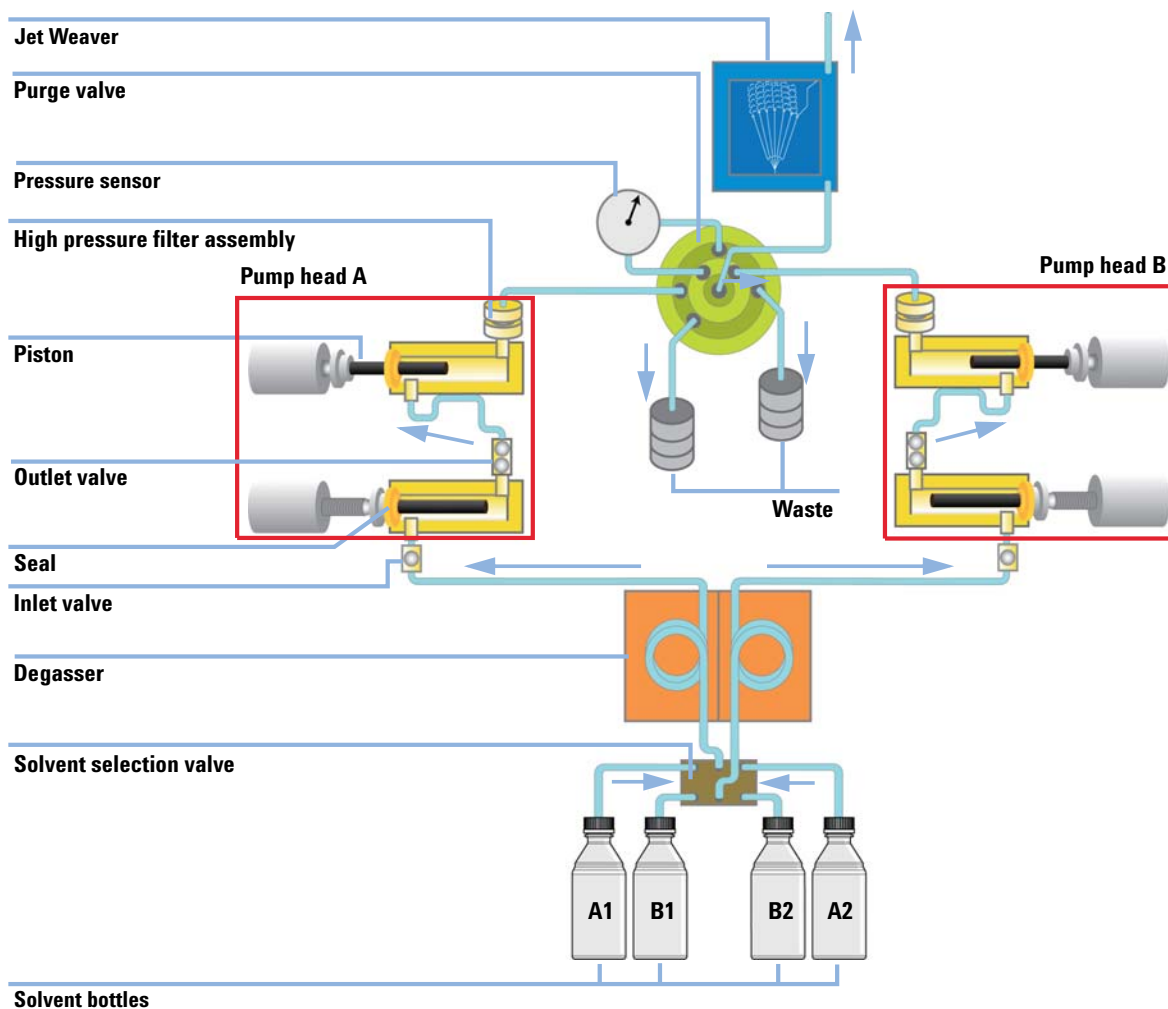 Jet Weaver
Purge valve
Pressure sensor
High pressure filter assembly
Pump head A
Pump head B
Piston
Outlet valve
Waste
Seal
Inlet valve
Degasser
Solvent selection valve
A1
B1
B2
A2
Solvent bottles